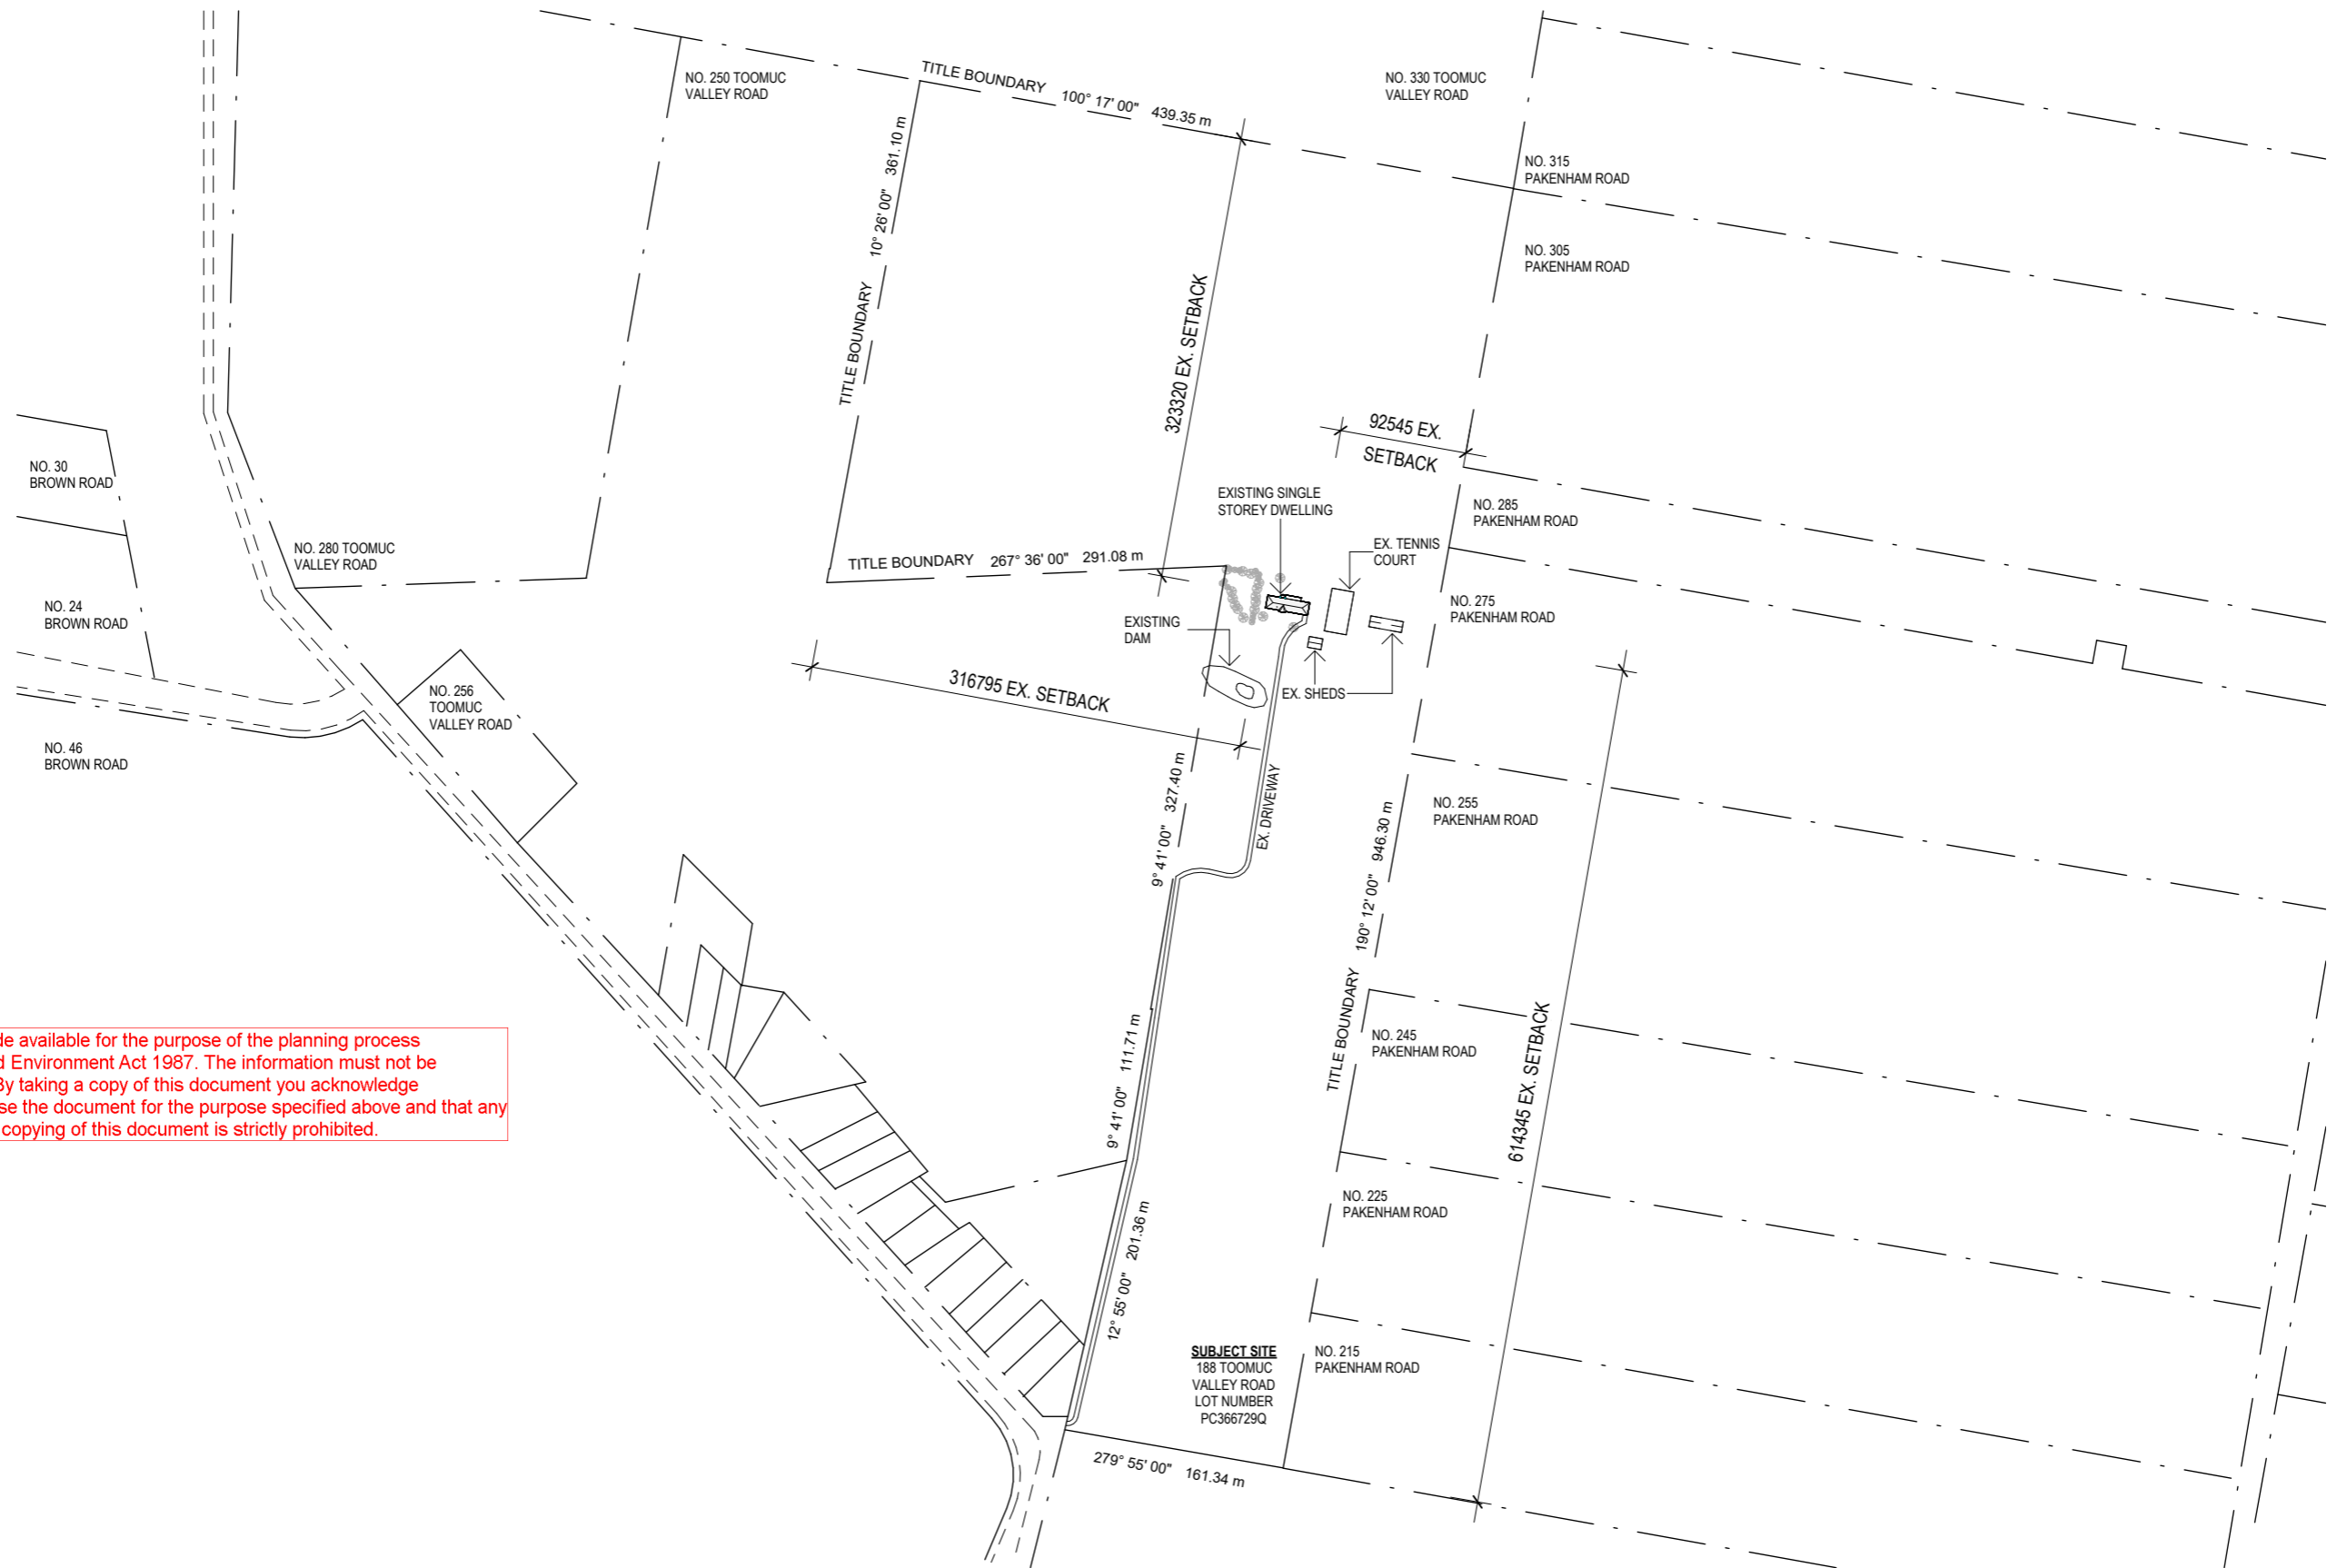 NO. 250 TOOMUC
VALLEY ROAD
TITLE BOUNDARY 100° 17' 00" 439.35 m
NO. 330 TOOMUC
VALLEY ROAD
NO. 315
PAKENHAM ROAD
NO. 305
PAKENHAM ROAD
TITLE BOUNDARY 10° 26' 00" 361.10 m
323320 EX. SETBACK
92545 EX.
SETBACK
NO. 30
BROWN ROAD
EXISTING SINGLE
STOREY DWELLING
NO. 285
PAKENHAM ROAD
NO. 280 TOOMUC
VALLEY ROAD
TITLE BOUNDARY 267° 36' 00" 291.08 m
EX. TENNIS
COURT
NO. 24
BROWN ROAD
NO. 275
PAKENHAM ROAD
EXISTING
DAM
NO. 256
TOOMUC
VALLEY ROAD
316795 EX. SETBACK
EX. SHEDS
NO. 46
BROWN ROAD
9° 41' 00" 327.40 m
EX. DRIVEWAY
NO. 255
PAKENHAM ROAD
TITLE BOUNDARY 190° 12' 00" 946.30 m
de available for the purpose of the planning process
d Environment Act 1987. The information must not be
By taking a copy of this document you acknowledge
se the document for the purpose specified above and that any
copying of this document is strictly prohibited.
9° 41' 00" 111.71 m
NO. 245
PAKENHAM ROAD
614345 EX. SETBACK
NO. 225
PAKENHAM ROAD
12° 55' 00" 201.36 m
SUBJECT SITE
188 TOOMUC
VALLEY ROAD
LOT NUMBER
PC366729Q
NO. 215
PAKENHAM ROAD
279° 55' 00" 161.34 m